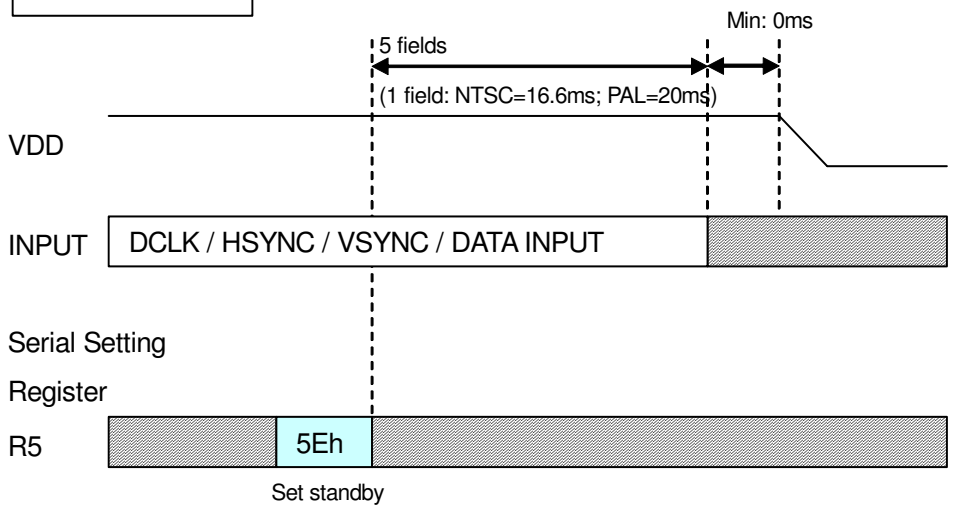 Min: 0ms
5 fields
(1 field: NTSC=16.6ms; PAL=20ms)
VDD
INPUT
DCLK / HSYNC / VSYNC / DATA INPUT
Serial Setting
Register
R5
5Eh
Set standby